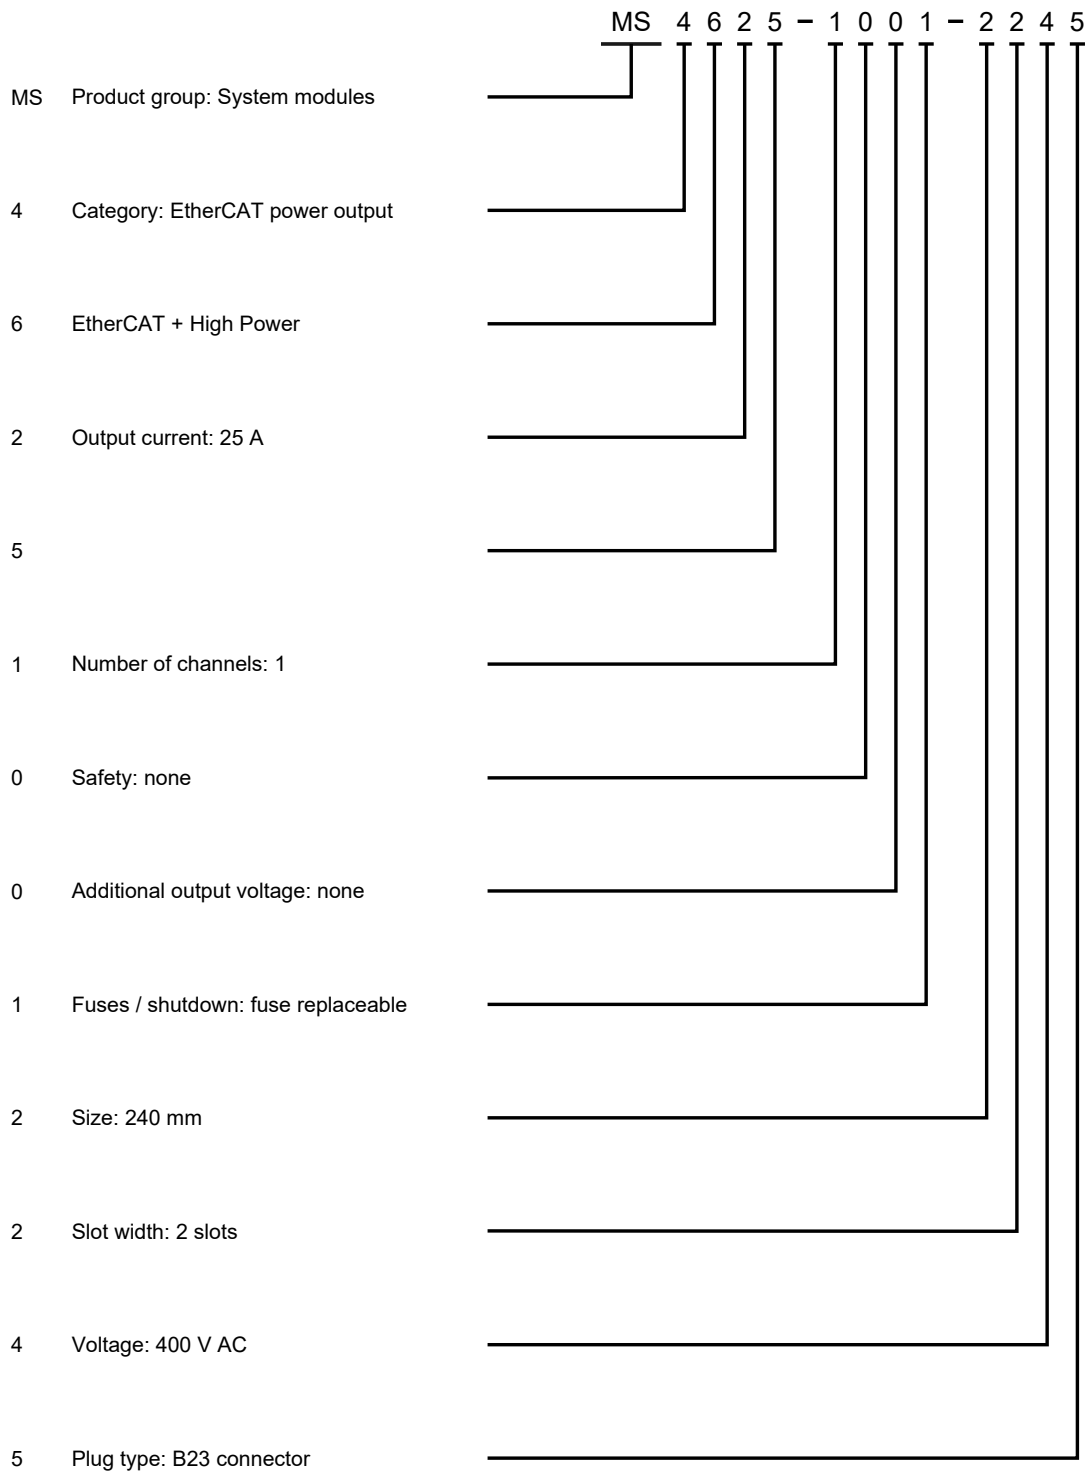 MS 4 6 2 5 – 1 0 0 1 – 2 2 4 5
MS Product group: System modules
4 Category: EtherCAT power output
6 EtherCAT + High Power
2 Output current: 25 A
5
1 Number of channels: 1
0 Safety: none
0 Additional output voltage: none
1 Fuses / shutdown: fuse replaceable
2 Size: 240 mm
2 Slot width: 2 slots
4 Voltage: 400 V AC
5 Plug type: B23 connector